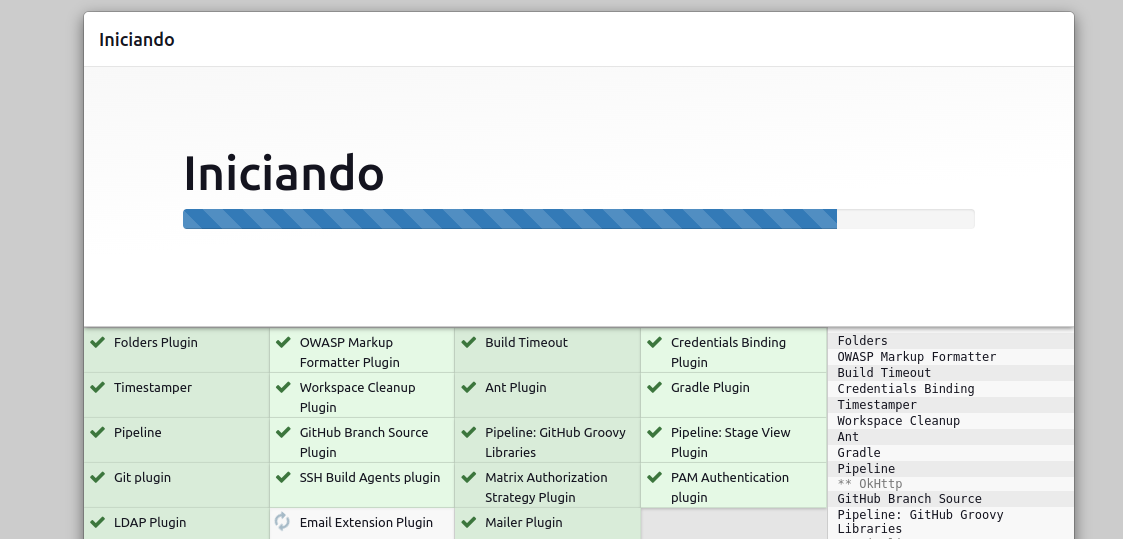 Iniciando
Iniciando
Folders Plugin
OWASP Markup
Formatter Plugin
Build Timeout
Credentials Binding
Plugin
Timestamper
Workspace Cleanup
Plugin
Ant Plugin
Gradle Plugin
Pipeline
GitHub Branch Source
Plugin
Pipeline: GitHub Groovy
Libraries
Pipeline: Stage View
Plugin
Git plugin
SSH Build Agents plugin
Matrix Authorization
Strategy Plugin
PAM Authentication
plugin
LDAP Plugin
Email Extension Plugin
Mailer Plugin
Folders
OWASP Markup Formatter
Build Timeout
Credentials Binding
Timestamper
Workspace Cleanup
Ant
Gradle
Pipeline
** OkHttp
GitHub Branch Source
Pipeline: GitHub Groovy
Libraries